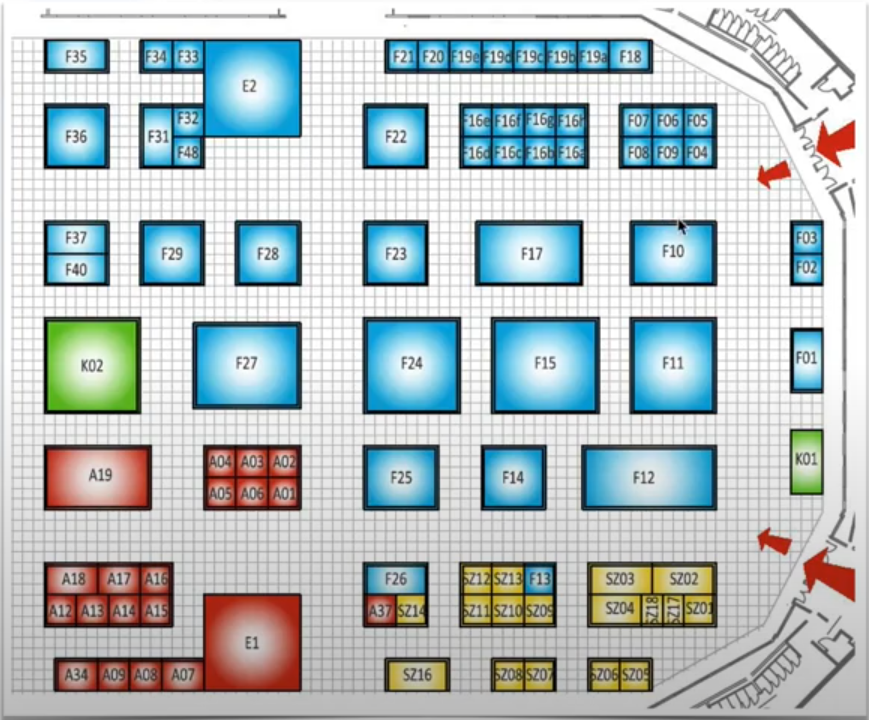 F35 F34 F33 E2 F21 F20 F19e F19d F19c F19b F19a F18
F36 F31 F32 F22 F16e F16f F16g F16h F07 F06 F05
F48 F16d F16c F16b F16a F08 F09 F04
F37 F29 F28 F23 F17 F10 F03
F40 F02
K02 F27 F24 F15 F11 F01
A19 A04 A03 A02 F25 F14 F12 K01
A05 A06 A01
A18 A17 A16 F26 SZ12 SZ13 F13 SZ03 SZ02
A12 A13 A14 A15 A37 SZ14 SZ11 SZ10 SZ09 SZ04 SZ18 SZ17 SZ01
E1
A34 A09 A08 A07 SZ16 SZ08 SZ07 SZ06 SZ05